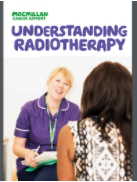 MACMILLAN
CANCER SUPPORT
UNDERSTANDING
RADIOTHERAPY